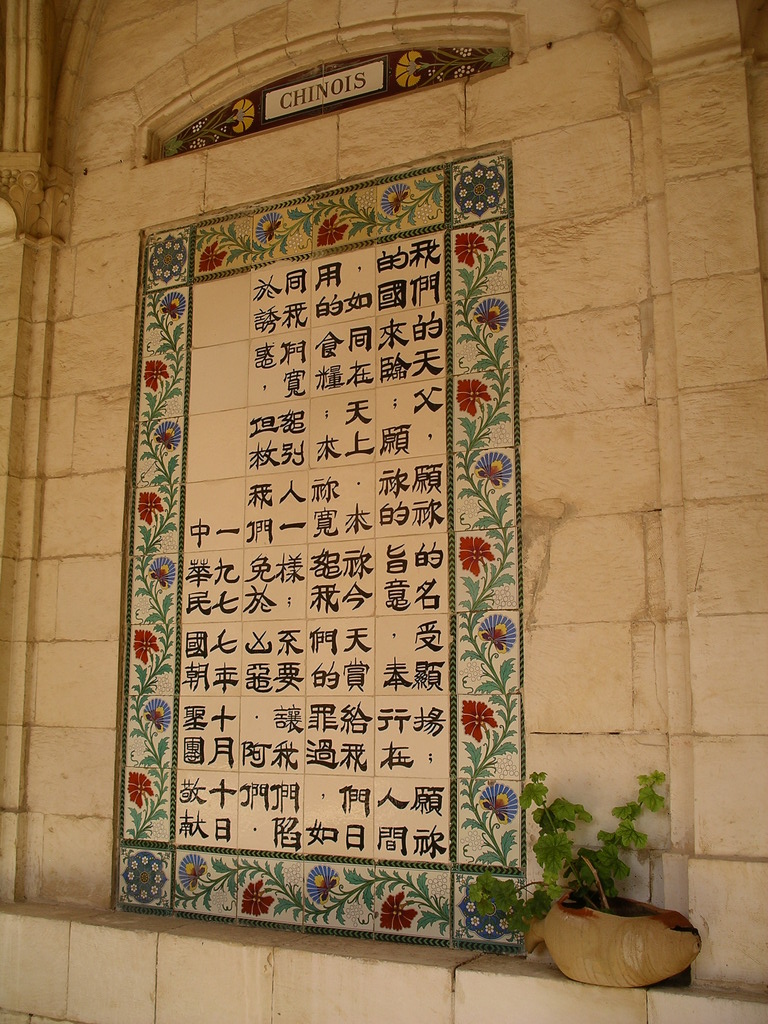 CHINOIS
我們的天父，願祢的名受顯揚；願祢
的國來臨；願祢的旨意，奉行在人間
，如同在天上．求祢今天賞給我們日
用的食糧；求祢寬恕我們的罪過，如
同我們寬恕別人一樣；不要讓我們陷
於誘惑，但救我們免於凶惡．阿們．
一九七七年十月十日
中華民國朝聖團敬献